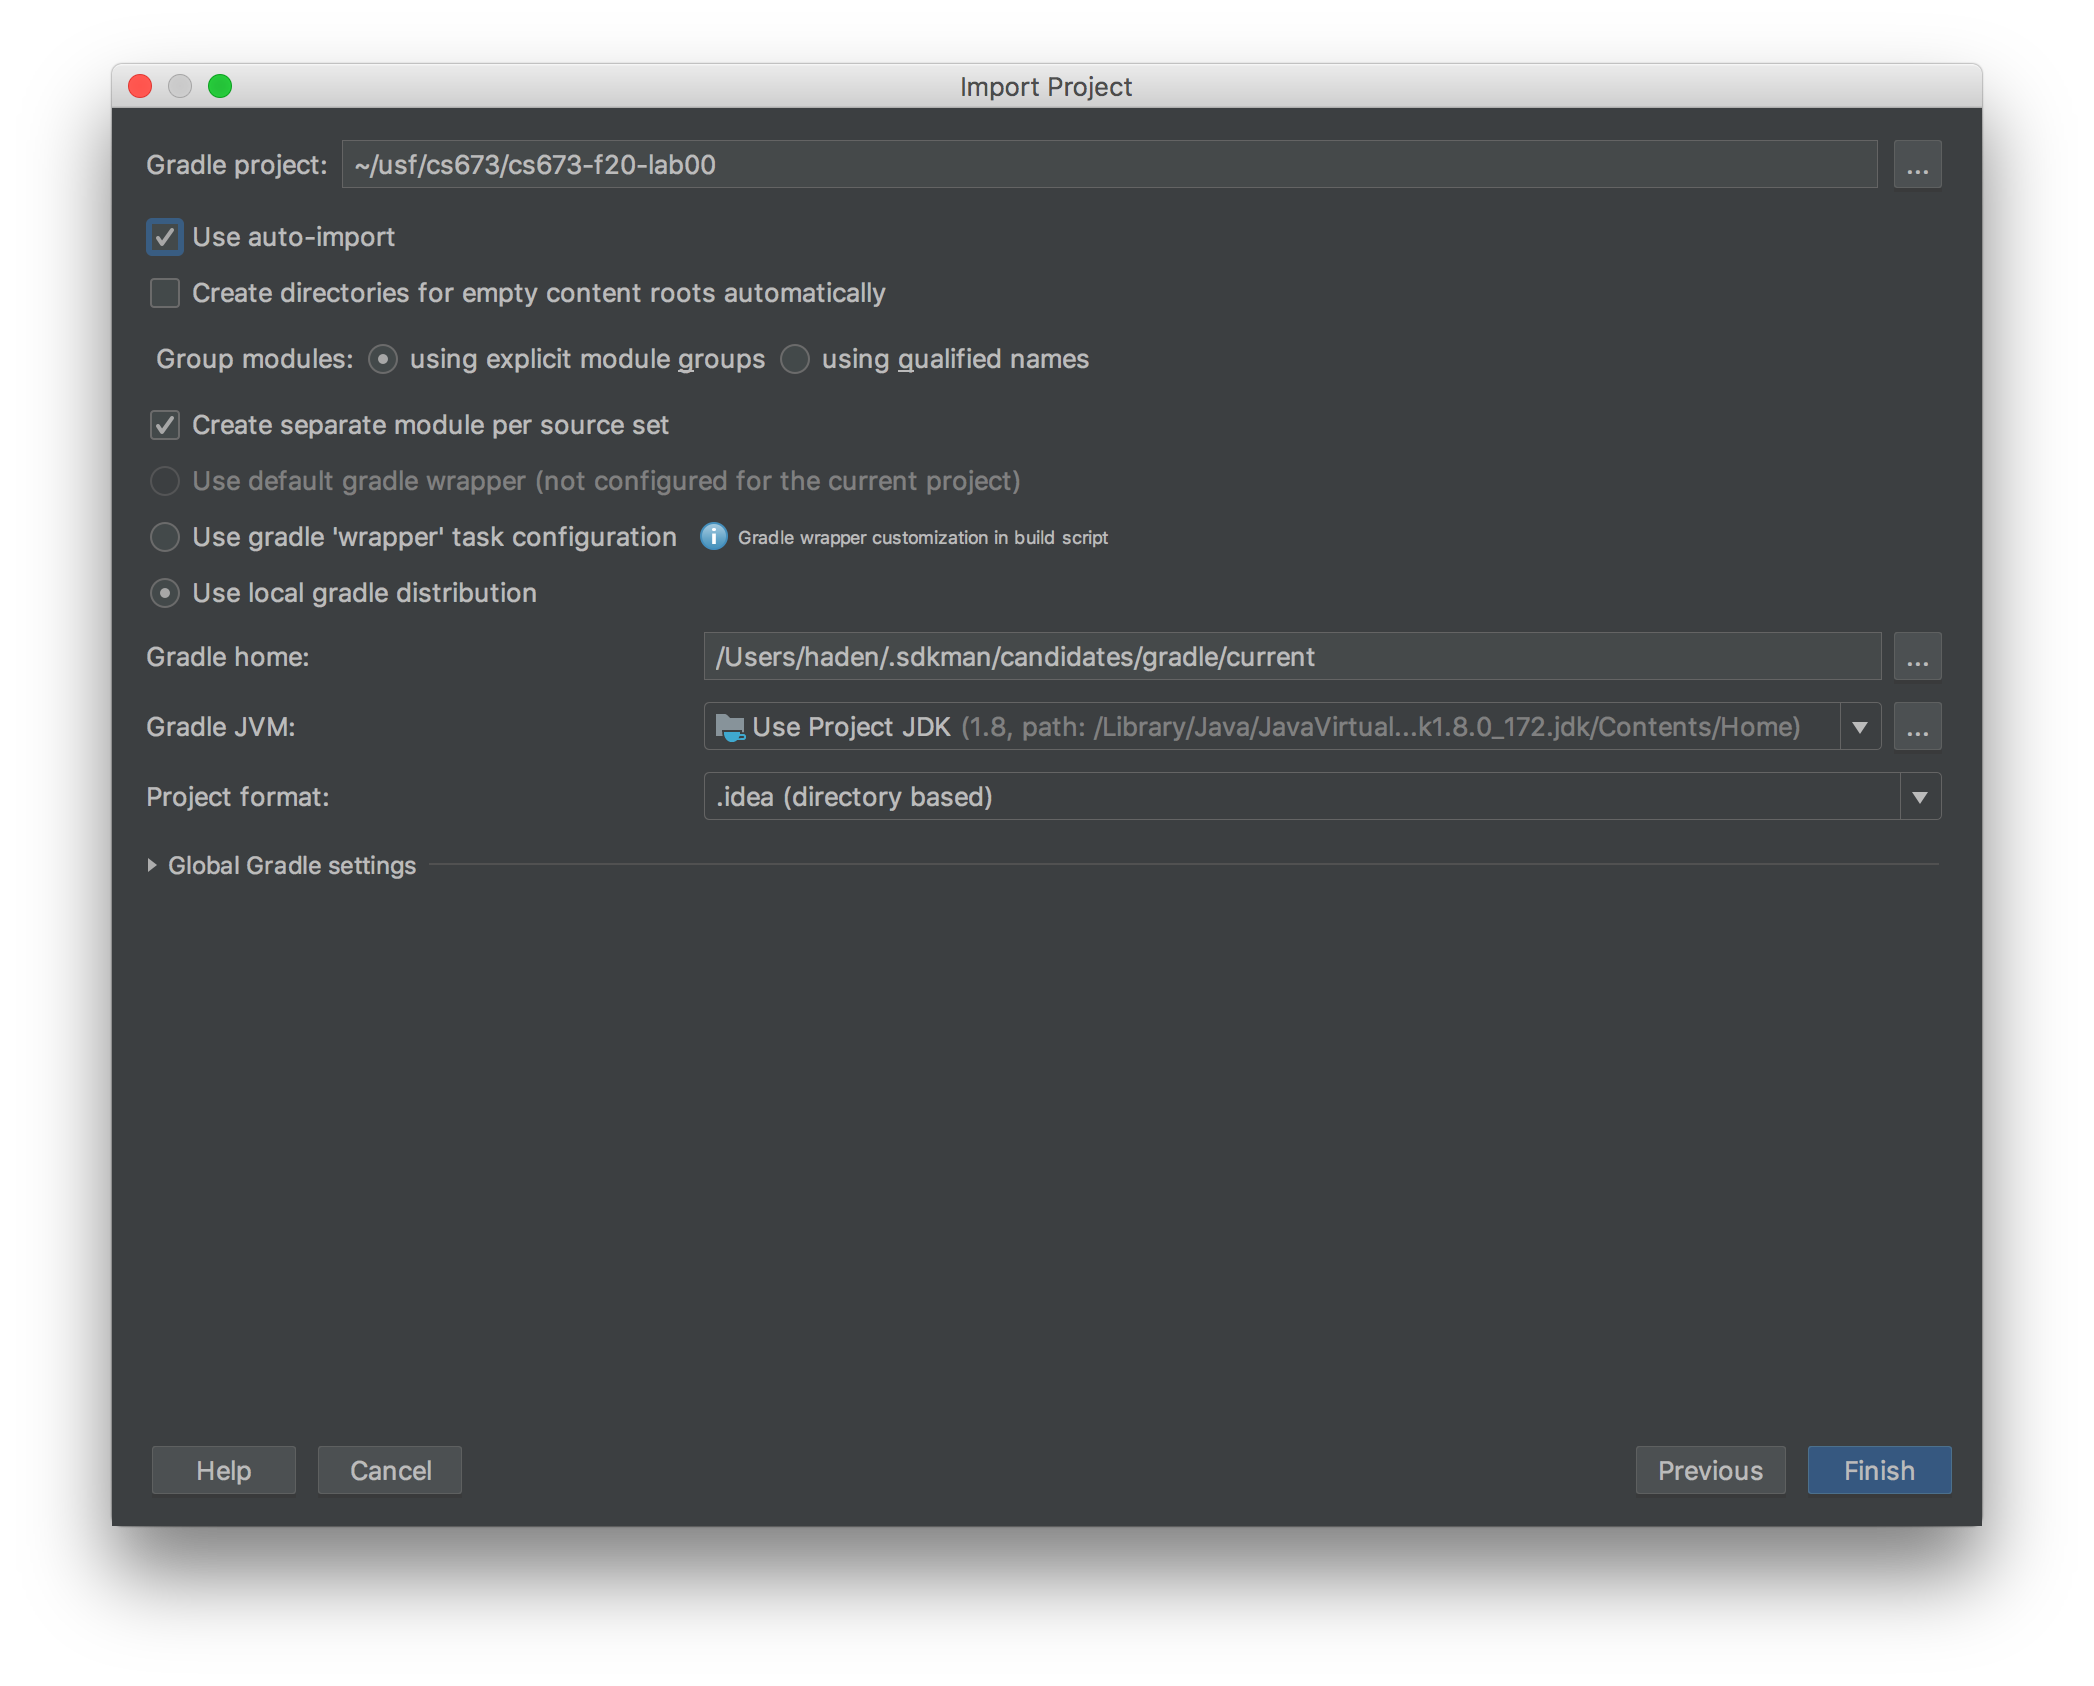 Import Project
Gradle project: ~/usf/cs673/cs673-f20-lab00 ...
Use auto-import
Create directories for empty content roots automatically
Group modules: using explicit module groups using qualified names
Create separate module per source set
Use default gradle wrapper (not configured for the current project)
Use gradle 'wrapper' task configuration Gradle wrapper customization in build script
Use local gradle distribution
Gradle home: /Users/haden/.sdkman/candidates/gradle/current ...
Gradle JVM: Use Project JDK (1.8, path: /Library/Java/JavaVirtual...k1.8.0_172.jdk/Contents/Home) ...
Project format: .idea (directory based)
Global Gradle settings
Help Cancel Previous Finish